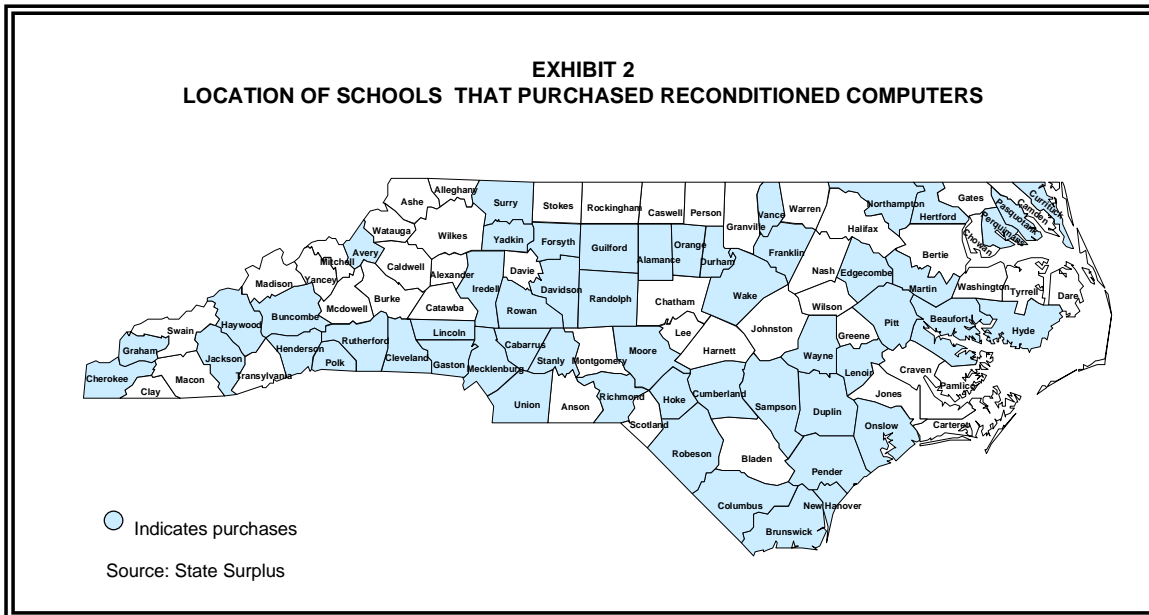 EXHIBIT 2
LOCATION OF SCHOOLS THAT PURCHASED RECONDITIONED COMPUTERS
Alleghany
Ashe
Surry
Stokes
Rockingham
Caswell
Person
Granville
Vance
Warren
Northampton
Gates
Currituck
Camden
Pasquotank
Perquimans
Chowan
Hertford
Halifax
Watauga
Wilkes
Yadkin
Forsyth
Guilford
Alamance
Orange
Durham
Franklin
Nash
Edgecombe
Bertie
Mitchell
Avery
Yancey
Caldwell
Alexander
Davie
Iredell
Davidson
Randolph
Chatham
Wake
Wilson
Martin
Washington
Tyrrell
Dare
Madison
Mcdowell
Burke
Catawba
Rowan
Buncombe
Haywood
Swain
Lincoln
Lee
Johnston
Greene
Pitt
Beaufort
Hyde
Graham
Jackson
Henderson
Rutherford
Polk
Cleveland
Gaston
Mecklenburg
Cabarrus
Stanly
Montgomery
Moore
Harnett
Wayne
Lenoir
Craven
Pamlico
Cherokee
Clay
Macon
Transylvania
Union
Anson
Richmond
Hoke
Scotland
Cumberland
Sampson
Duplin
Jones
Carteret
Onslow
Robeson
Bladen
Pender
Columbus
New Hanover
Brunswick
Indicates purchases
Source: State Surplus